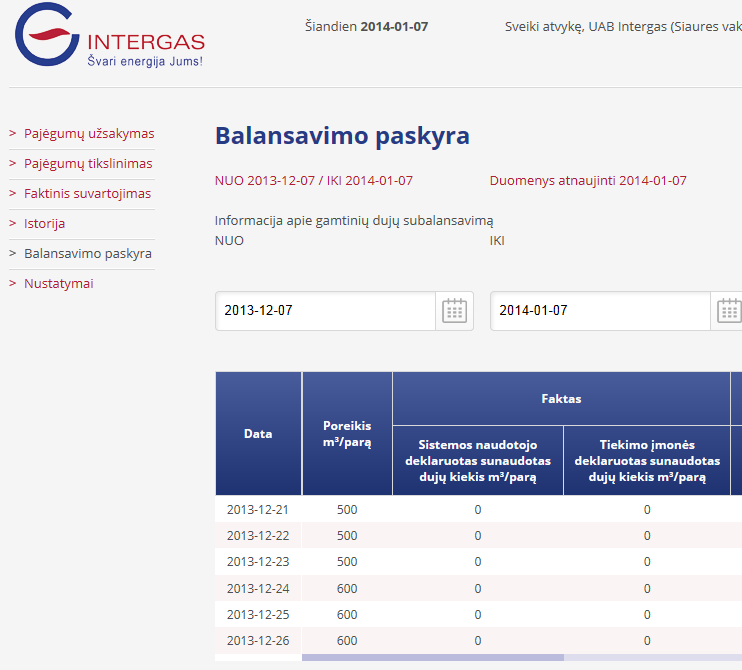 INTERGAS
Švari energija Jums!
Šiandien 2014-01-07
Sveiki atvykę, UAB Intergas (Siaures vak
> Pajėgumų užsakymas
> Pajėgumų tikslinimas
> Faktinis suvartojimas
> Istorija
> Balansavimo paskyra
> Nustatymai
Balansavimo paskyra
NUO 2013-12-07 / IKI 2014-01-07
Duomenys atnaujinti 2014-01-07
Informacija apie gamtinių dujų subalansavimą
NUO
IKI
2013-12-07
2014-01-07
Data
Poreikis
m³/parą
Faktas
Sistemos naudotojo
deklaruotas sunaudotas
dujų kiekis m³/parą
Tiekimo įmonės
deklaruotas sunaudotas
dujų kiekis m³/parą
2013-12-21 500 0 0
2013-12-22 500 0 0
2013-12-23 500 0 0
2013-12-24 600 0 0
2013-12-25 600 0 0
2013-12-26 600 0 0